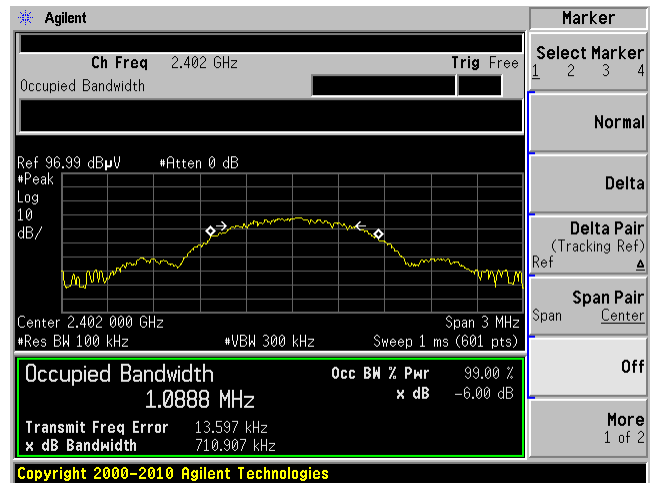 Agilent
Ch Freq 2.402 GHz Trig Free
Occupied Bandwidth
Ref 96.99 dBµV #Atten 0 dB
#Peak
Log
10
dB/
Center 2.402 000 GHz Span 3 MHz
#Res BW 100 kHz #VBW 300 kHz Sweep 1 ms (601 pts)
Occupied Bandwidth Occ BW % Pwr 99.00 %
1.0888 MHz x dB -6.00 dB
Transmit Freq Error 13.597 kHz
x dB Bandwidth 710.907 kHz
Copyright 2000-2010 Agilent Technologies
Marker
Select Marker
1 2 3 4
Normal
Delta
Delta Pair
(Tracking Ref)
Ref Δ
Span Pair
Span Center
Off
More
1 of 2